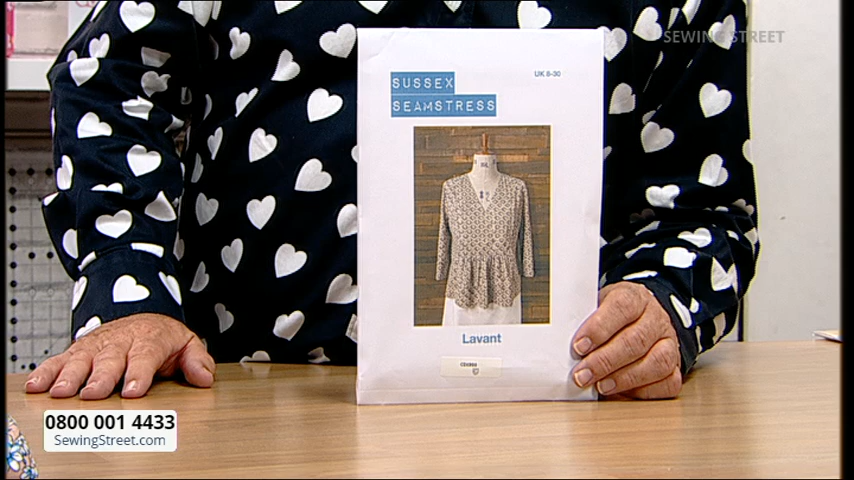 SEWING STREET
UK 8-30
SUSSEX
SEAMSTRESS
Lavant
0800 001 4433
SewingStreet.com